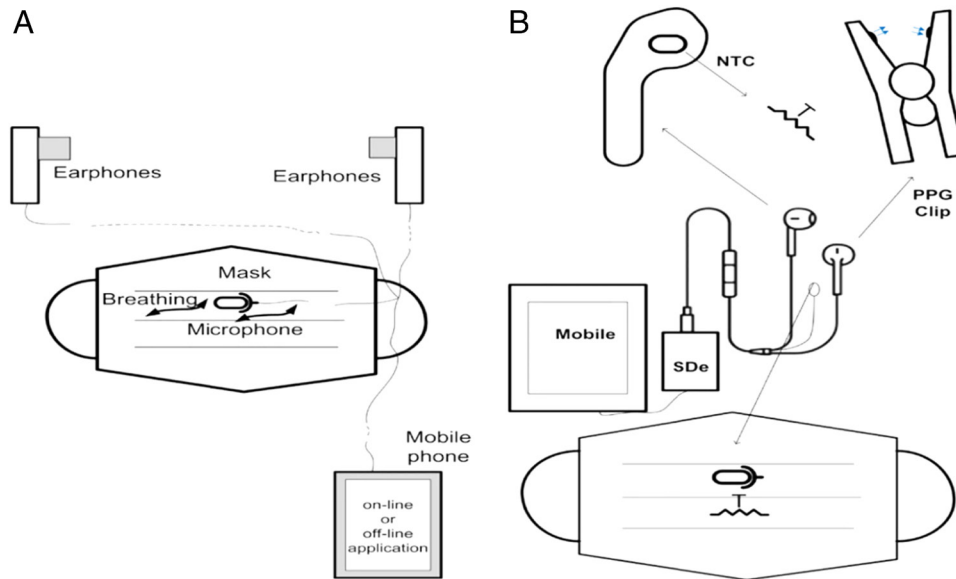 A
Earphones
Earphones
Mask
Breathing
Microphone
Mobile
phone
on-line
or
off-line
application
B
NTC
T
PPG
Clip
Mobile
SDe
T